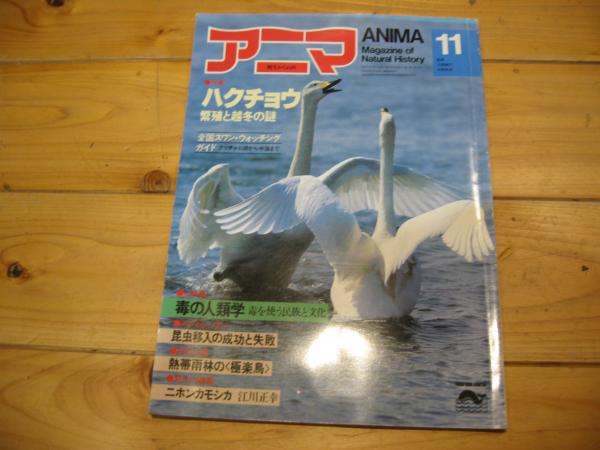 アニマ
ANIMA
Magazine of
Natural History
11
ハクチョウ
繁殖と越冬の謎
全国スワン・ウォッチング
ガイド
毒の人類学 毒を使う民族と文化
昆虫移入の成功と失敗
熱帯雨林の〈極楽鳥〉
ニホンカモシカ 江川正幸